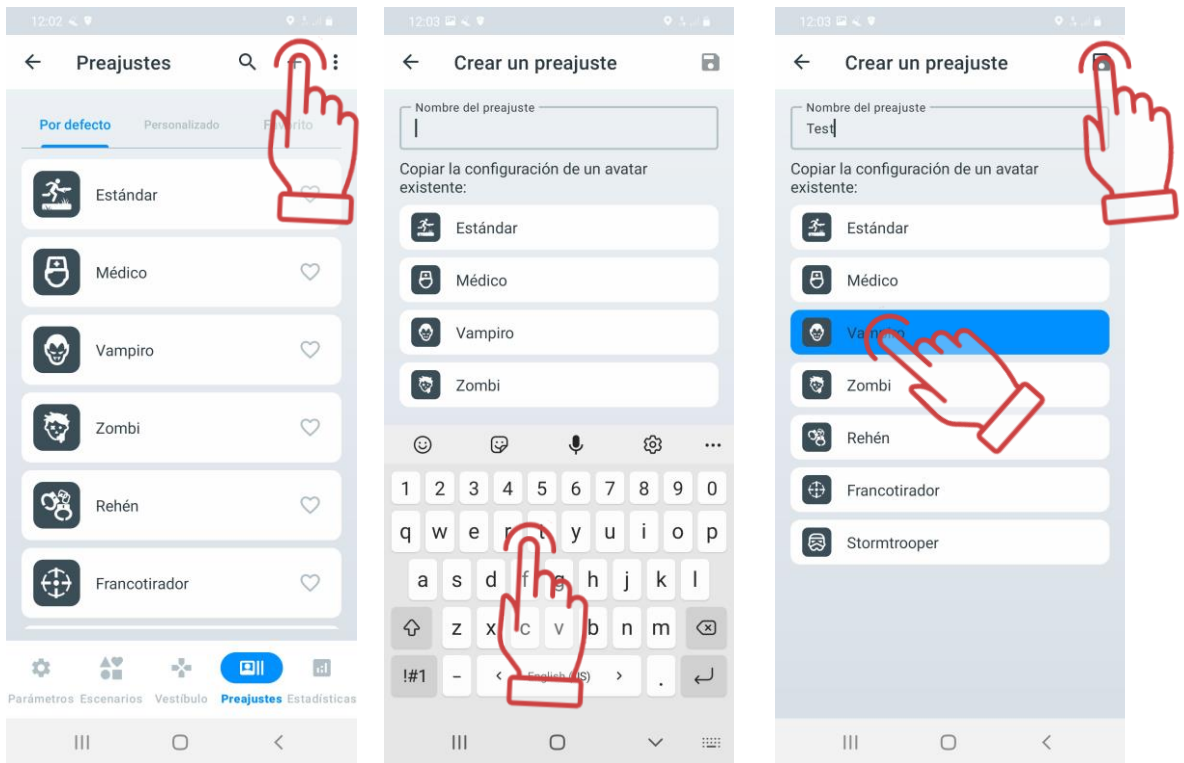 12:02
Preajustes
Por defecto Personalizado Favorito
Estándar
Médico
Vampiro
Zombi
Rehén
Francotirador
Parámetros Escenarios Vestíbulo Preajustes Estadísticas
12:03
Crear un preajuste
Nombre del preajuste
Copiar la configuración de un avatar
existente:
Estándar
Médico
Vampiro
Zombi
1 2 3 4 5 6 7 8 9 0
q w e r t y u i o p
a s d f g h j k l
z x c v b n m
!#1 - < English (US) > .
12:03
Crear un preajuste
Nombre del preajuste
Test
Copiar la configuración de un avatar
existente:
Estándar
Médico
Vampiro
Zombi
Rehén
Francotirador
Stormtrooper